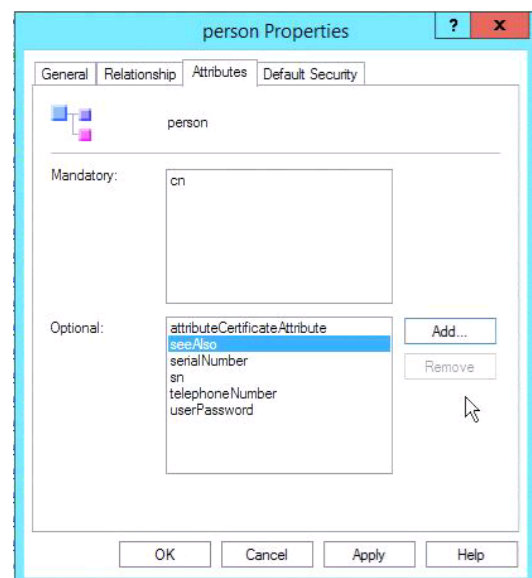 person Properties
?
x
General
Relationship
Attributes
Default Security
person
Mandatory:
cn
Optional:
attributeCertificateAttribute
seeAlso
serialNumber
sn
telephoneNumber
userPassword
Add...
Remove
OK
Cancel
Apply
Help